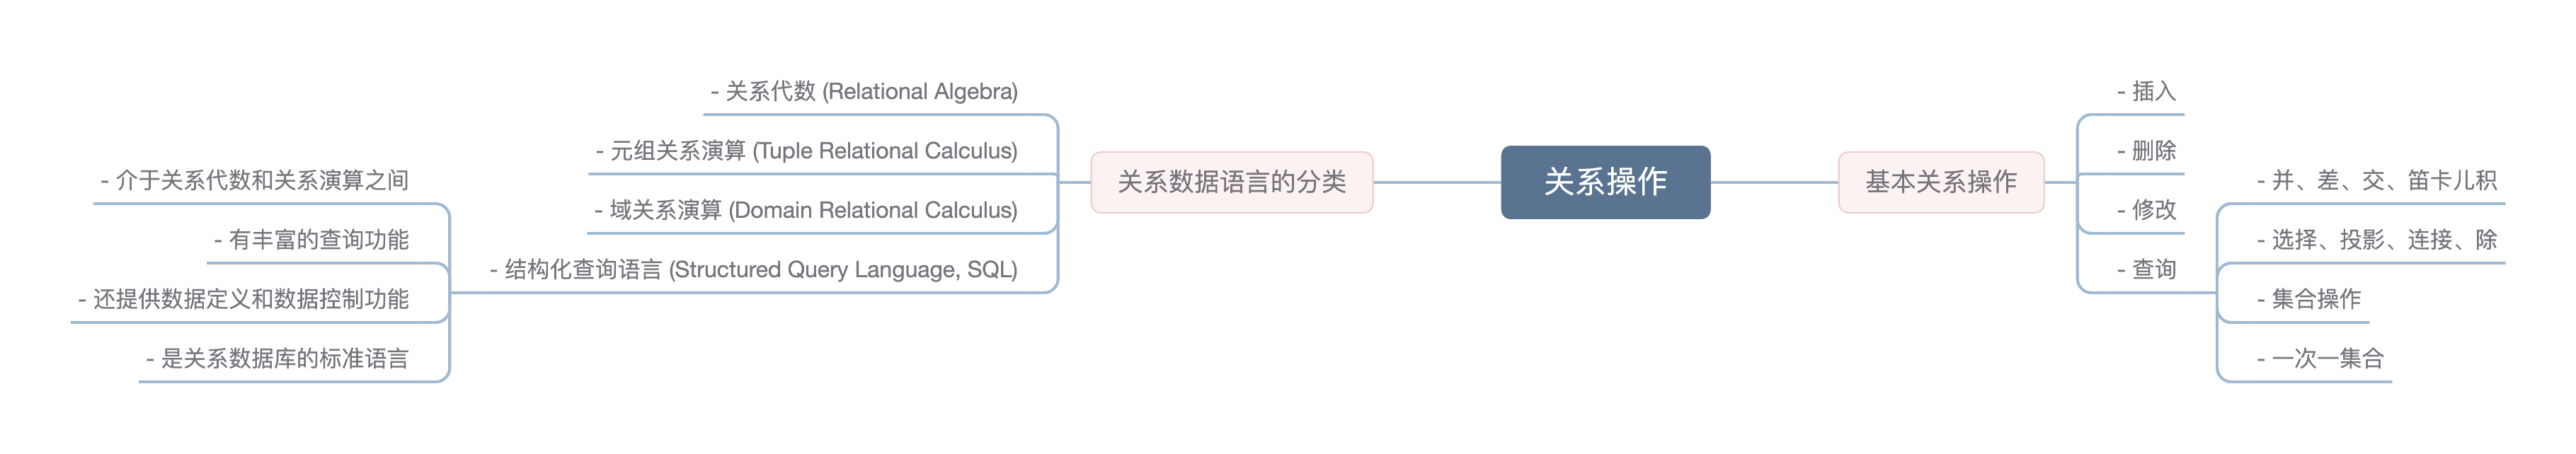 关系操作
基本关系操作
- 插入
- 删除
- 修改
- 查询
- 并、差、交、笛卡儿积
- 选择、投影、连接、除
- 集合操作
- 一次一集合
关系数据语言的分类
- 关系代数 (Relational Algebra)
- 元组关系演算 (Tuple Relational Calculus)
- 域关系演算 (Domain Relational Calculus)
- 结构化查询语言 (Structured Query Language, SQL)
- 介于关系代数和关系演算之间
- 有丰富的查询功能
- 还提供数据定义和数据控制功能
- 是关系数据库的标准语言